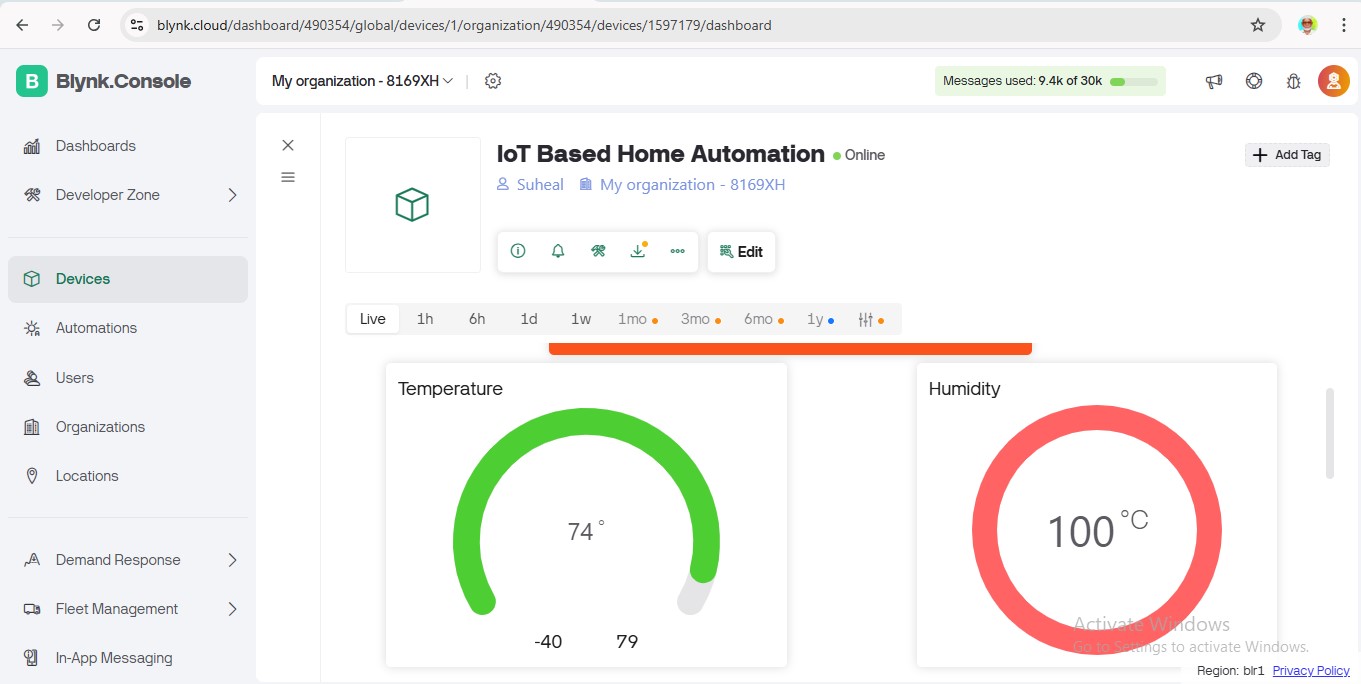 blynk.cloud/dashboard/490354/global/devices/1/organization/490354/devices/1597179/dashboard
B Blynk.Console
My organization - 8169XH
Messages used: 9.4k of 30k
Dashboards
Developer Zone
Devices
Automations
Users
Organizations
Locations
Demand Response
Fleet Management
In-App Messaging
IoT Based Home Automation Online
Suheal My organization - 8169XH
Add Tag
Edit
Live 1h 6h 1d 1w 1mo 3mo 6mo 1y
Temperature
74°
-40 79
Humidity
100 °C
Activate Windows
Go to Settings to activate Windows.
Region: blr1 Privacy Policy